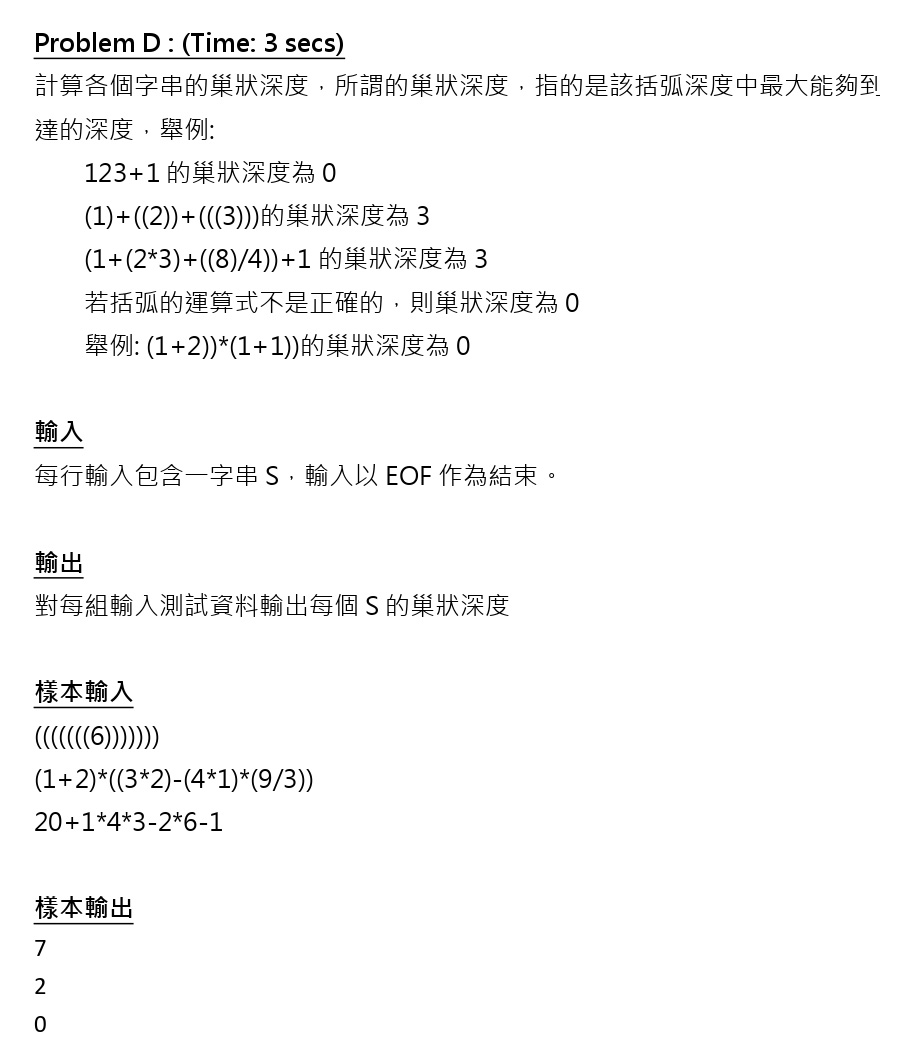 Problem D : (Time: 3 secs)
計算各個字串的巢狀深度，所謂的巢狀深度，指的是該括弧深度中最大能夠到
達的深度，舉例:
123+1 的巢狀深度為 0
(1)+((2))+(((3)))的巢狀深度為 3
(1+(2*3)+((8)/4))+1 的巢狀深度為 3
若括弧的運算式不是正確的，則巢狀深度為 0
舉例: (1+2))*(1+1))的巢狀深度為 0
輸入
每行輸入包含一字串 S，輸入以 EOF 作為結束。
輸出
對每組輸入測試資料輸出每個 S 的巢狀深度
樣本輸入
(((((((6)))))))
(1+2)*((3*2)-(4*1)*(9/3))
20+1*4*3-2*6-1
樣本輸出
7
2
0